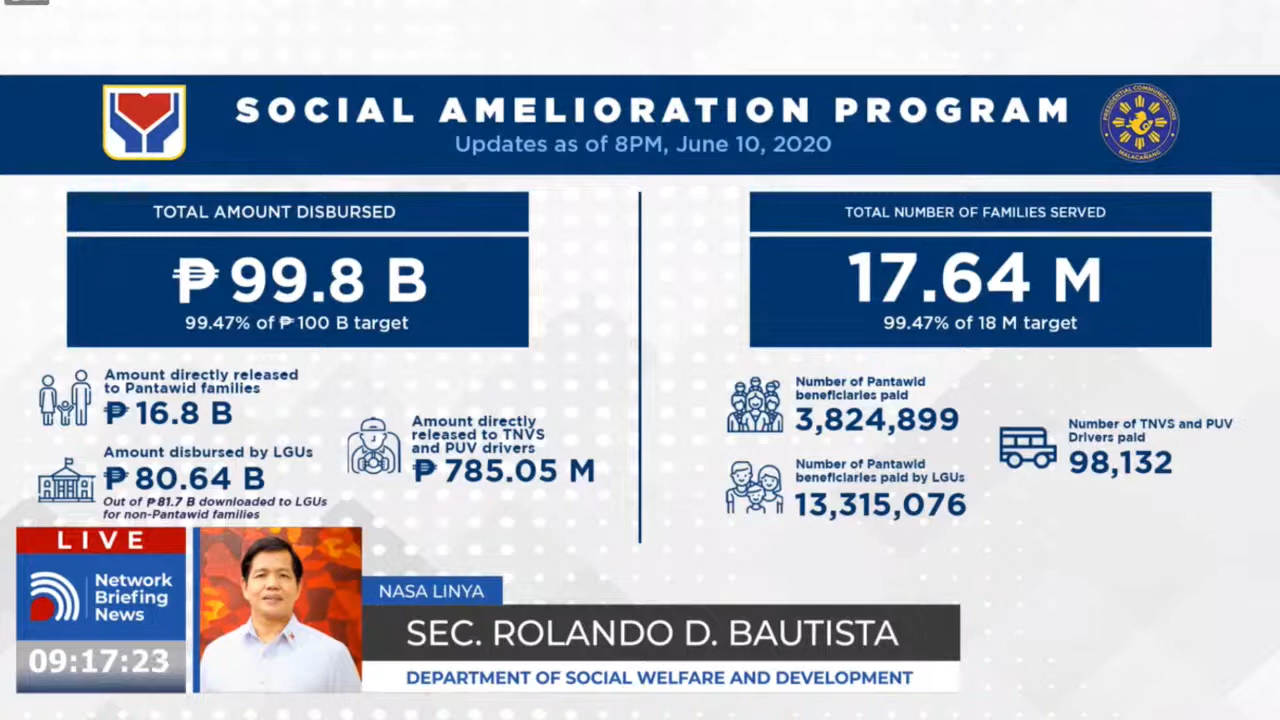 SOCIAL AMELIORATION PROGRAM
Updates as of 8PM, June 10, 2020
PRESIDENTIAL COMMUNICATIONS
MALACAÑANG
TOTAL AMOUNT DISBURSED
₱ 99.8 B
99.47% of ₱ 100 B target
Amount directly released
to Pantawid families
₱ 16.8 B
Amount disbursed by LGUs
₱ 80.64 B
Out of ₱81.7 B downloaded to LGUs
for non-Pantawid families
Amount directly
released to TNVS
and PUV drivers
₱ 785.05 M
TOTAL NUMBER OF FAMILIES SERVED
17.64 M
99.47% of 18 M target
Number of Pantawid
beneficiaries paid
3,824,899
Number of Pantawid
beneficiaries paid by LGUs
13,315,076
Number of TNVS and PUV
Drivers paid
98,132
LIVE
Network
Briefing
News
09:17:23
NASA LINYA
SEC. ROLANDO D. BAUTISTA
DEPARTMENT OF SOCIAL WELFARE AND DEVELOPMENT